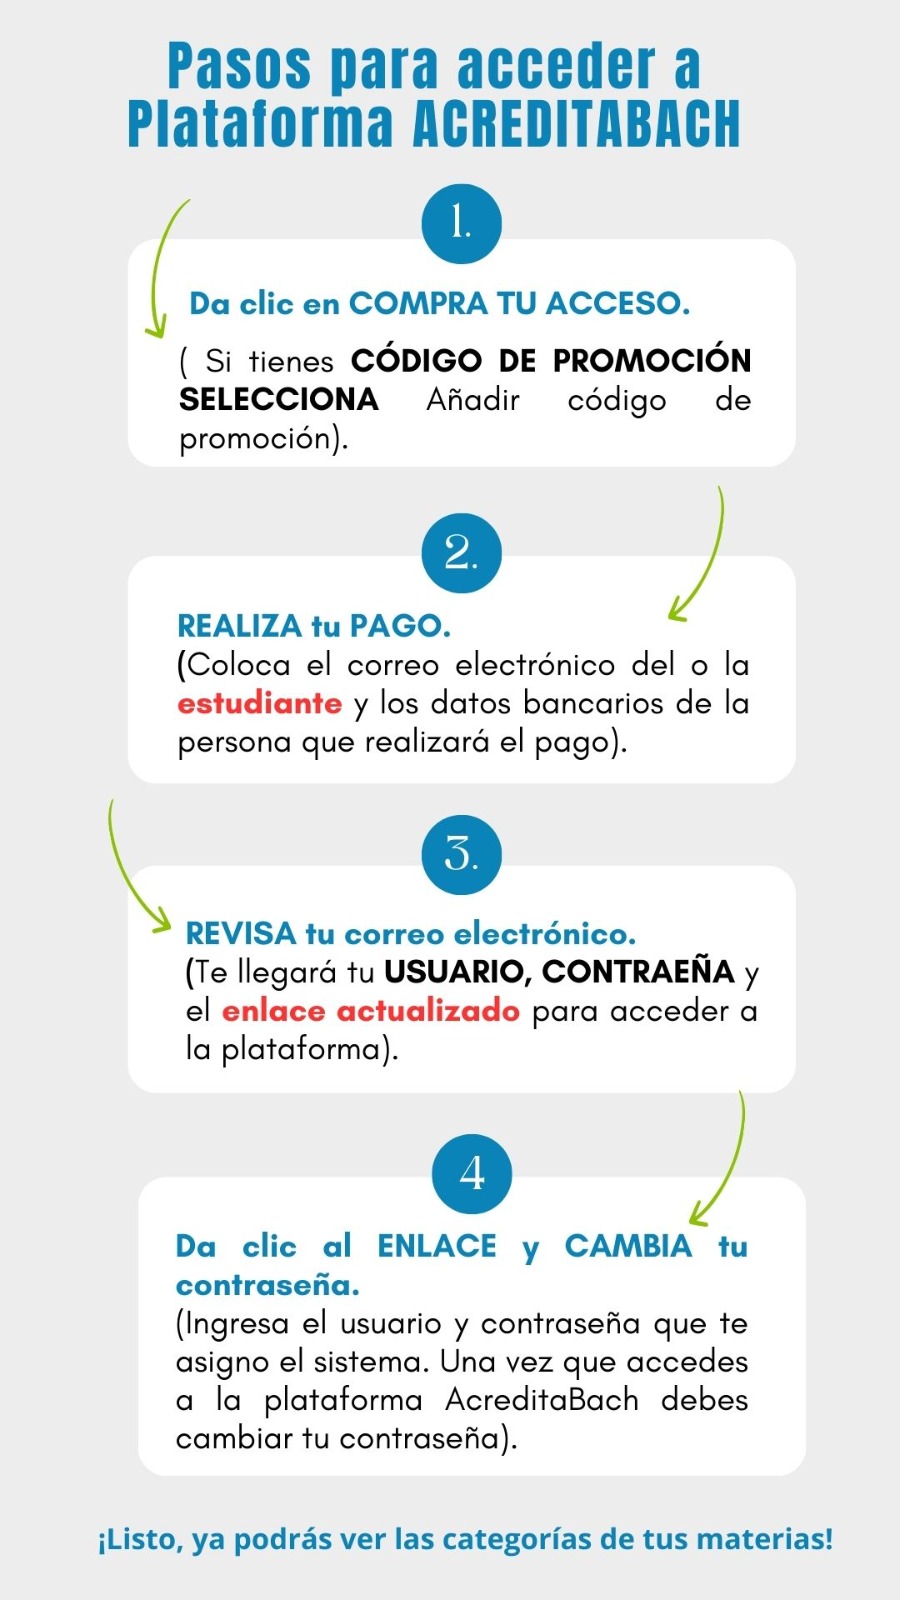 Pasos para acceder a
Plataforma ACREDITABACH
1.
Da clic en COMPRA TU ACCESO.
( Si tienes CÓDIGO DE PROMOCIÓN
SELECCIONA Añadir código de
promoción).
2.
REALIZA tu PAGO.
(Coloca el correo electrónico del o la
estudiante y los datos bancarios de la
persona que realizará el pago).
3.
REVISA tu correo electrónico.
(Te llegará tu USUARIO, CONTRAEÑA y
el enlace actualizado para acceder a
la plataforma).
4
Da clic al ENLACE y CAMBIA tu
contraseña.
(Ingresa el usuario y contraseña que te
asigno el sistema. Una vez que accedes
a la plataforma AcreditaBach debes
cambiar tu contraseña).
¡Listo, ya podrás ver las categorías de tus materias!